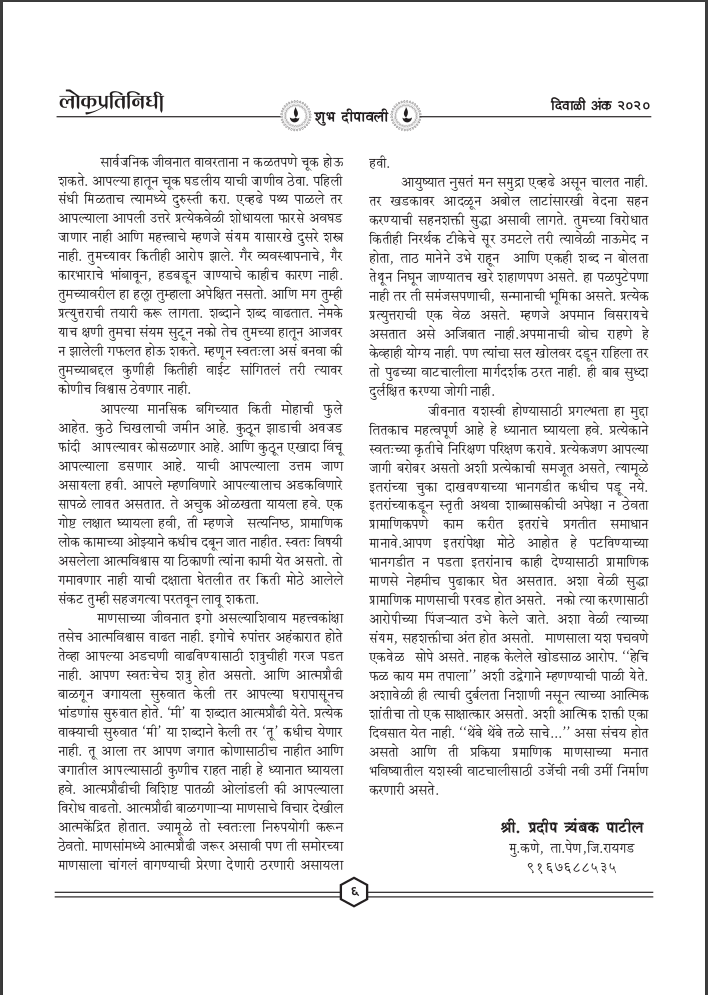 लोकप्रतिनिधी
शुभ दीपावली
दिवाळी अंक २०२०
सार्वजनिक जीवनात वावरताना न कळतपणे चूक होऊ
शकते. आपल्या हातून चूक घडलीय याची जाणीव ठेवा. पहिली
संधी मिळताच त्यामध्ये दुरुस्ती करा. एव्हढे पथ्य पाळले तर
आपल्याला आपली उत्तरे प्रत्येकवेळी शोधायला फारसे अवघड
जाणार नाही आणि महत्त्वाचे म्हणजे संयम यासारखे दुसरे शस्त्र
नाही. तुमच्यावर कितीही आरोप झाले. गैर व्यवस्थापनाचे, गैर
कारभाराचे भांबावून, हडबडून जाण्याचे काहीच कारण नाही.
तुमच्यावरील हा हल्ला तुम्हाला अपेक्षित नसतो. आणि मग तुम्ही
प्रत्युत्तराची तयारी करू लागता. शब्दाने शब्द वाढतात. नेमके
याच क्षणी तुमचा संयम सुटून नको तेच तुमच्या हातून आजवर
न झालेली गफलत होऊ शकते. म्हणून स्वतःला असं बनवा की
तुमच्याबद्दल कुणीही कितीही वाईट सांगितलं तरी त्यावर
कोणीच विश्वास ठेवणार नाही.
आपल्या मानसिक बगिच्यात किती मोहाची फुले
आहेत. कुठे चिखलाची जमीन आहे. कुठून झाडाची अवजड
फांदी आपल्यावर कोसळणार आहे. आणि कुठून एखादा विंचू
आपल्याला डसणार आहे. याची आपल्याला उत्तम जाण
असायला हवी. आपले म्हणविणारे आपल्यालाच अडकविणारे
सापळे लावत असतात. ते अचुक ओळखता यायला हवे. एक
गोष्ट लक्षात घ्यायला हवी, ती म्हणजे सत्यनिष्ठ, प्रामाणिक
लोक कामाच्या ओझ्याने कधीच दबून जात नाहीत. स्वतः विषयी
असलेला आत्मविश्वास या ठिकाणी त्यांना कामी येत असतो. तो
गमावणार नाही याची दक्षाता घेतलीत तर किती मोठे आलेले
संकट तुम्ही सहजगत्या परतवून लावू शकता.
माणसाच्या जीवनात इगो असल्याशिवाय महत्त्वकांक्षा
तसेच आत्मविश्वास वाढत नाही. इगोचे रुपांत्तर अहंकारात होते
तेव्हा आपल्या अडचणी वाढविण्यासाठी शत्रुचीही गरज पडत
नाही. आपण स्वतःचेच शत्रु होत असतो. आणि आत्मप्रौढी
बाळगून जगायला सुरुवात केली तर आपल्या घरापासूनच
भांडणांस सुरुवात होते. ‘मी’ या शब्दात आत्मप्रौढी येते. प्रत्येक
वाक्याची सुरुवात ‘मी’ या शब्दाने केली तर ‘तू’ कधीच येणार
नाही. तू आला तर आपण जगात कोणासाठीच नाहीत आणि
जगातील आपल्यासाठी कुणीच राहत नाही हे ध्यानात घ्यायला
हवे. आत्मप्रौढीची विशिष्ट पातळी ओलांडली की आपल्याला
विरोध वाढतो. आत्मप्रौढी बाळगणाऱ्या माणसाचे विचार देखील
आत्मकेंद्रित होतात. ज्यामूळे तो स्वतःला निरुपयोगी करून
ठेवतो. माणसांमध्ये आत्मप्रौढी जरूर असावी पण ती समोरच्या
माणसाला चांगलं वागण्याची प्रेरणा देणारी ठरणारी असायला
हवी.
आयुष्यात नुसतं मन समुद्रा एव्हढे असून चालत नाही.
तर खडकावर आदळून अबोल लाटांसारखी वेदना सहन
करण्याची सहनशक्ती सुद्धा असावी लागते. तुमच्या विरोधात
कितीही निरर्थक टीकेचे सूर उमटले तरी त्यावेळी नाऊमेद न
होता, ताठ मानेने उभे राहून आणि एकही शब्द न बोलता
तेथून निघून जाण्यातच खरे शहाणपण असते. हा पळपुटेपणा
नाही तर ती समंजसपणाची, सन्मानाची भूमिका असते. प्रत्येक
प्रत्युत्तराची एक वेळ असते. म्हणजे अपमान विसरायचे
असतात असे अजिबात नाही.अपमानाची बोच राहणे हे
केव्हाही योग्य नाही. पण त्यांचा सल खोलवर दडून राहिला तर
तो पुढच्या वाटचालीला मार्गदर्शक ठरत नाही. ही बाब सुध्दा
दुर्लक्षित करण्या जोगी नाही.
जीवनात यशस्वी होण्यासाठी प्रगल्भता हा मुद्दा
तितकाच महत्वपूर्ण आहे हे ध्यानात घ्यायला हवे. प्रत्येकाने
स्वतःच्या कृतीचे निरिक्षण परिक्षण करावे. प्रत्येकजण आपल्या
जागी बरोबर असतो अशी प्रत्येकाची समजूत असते, त्यामूळे
इतरांच्या चुका दाखवण्याच्या भानगडीत कधीच पडू नये.
इतरांच्याकडून स्तृती अथवा शाब्बासकीची अपेक्षा न ठेवता
प्रामाणिकपणे काम करीत इतरांचे प्रगतीत समाधान
मानावे.आपण इतरांपेक्षा मोठे आहोत हे पटविण्याच्या
भानगडीत न पडता इतरांनाच काही देण्यासाठी प्रामाणिक
माणसे नेहमीच पुढाकार घेत असतात. अशा वेळी सुद्धा
प्रामाणिक माणसाची परवड होत असते. नको त्या करणासाठी
आरोपीच्या पिंजऱ्यात उभे केले जाते. अशा वेळी त्याच्या
संयम, सहशक्तीचा अंत होत असतो. माणसाला यश पचवणे
एकवेळ सोपे असते. नाहक केलेले खोडसाळ आरोप. ‘‘हेचि
फळ काय मम तपाला’’ अशी उद्वेगाने म्हणण्याची पाळी येते.
अशावेळी ही त्याची दुर्बलता निशाणी नसून त्याच्या आत्मिक
शांतीचा तो एक साक्षात्कार असतो. अशी आत्मिक शक्ती एका
दिवसात येत नाही. ‘‘थेंबे थेंबे तळे साचे...’’ असा संचय होत
असतो आणि ती प्रकिया प्रमाणिक माणसाच्या मनात
भविष्यातील यशस्वी वाटचालीसाठी उर्जेची नवी उर्मी निर्माण
करणारी असते.
श्री. प्रदीप त्र्यंबक पाटील
मु.कणे, ता.पेण,जि.रायगड
९१६७६८८५३५
६